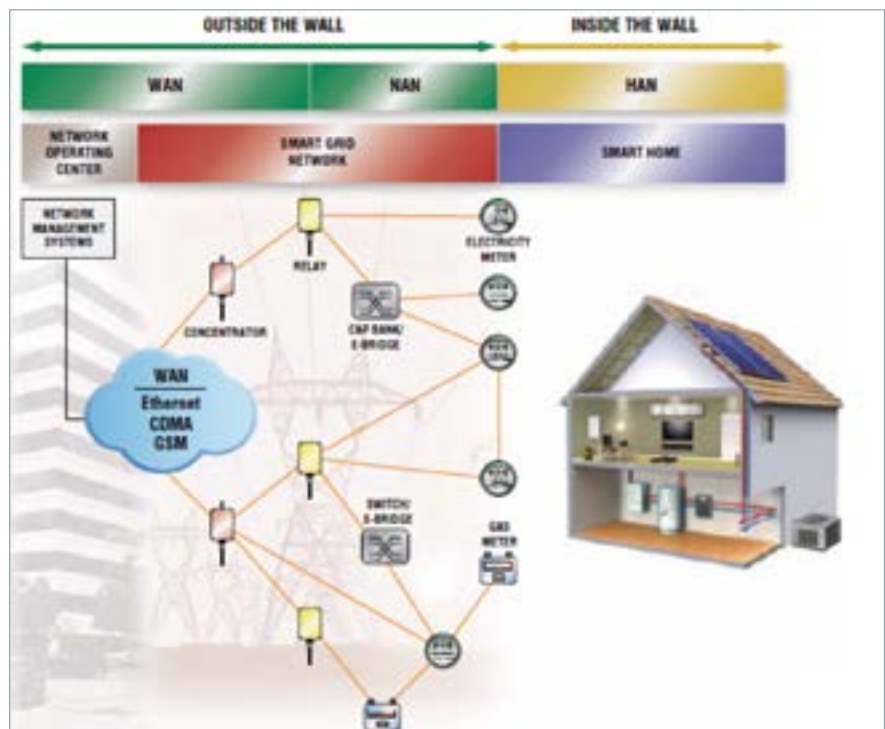 OUTSIDE THE WALL
INSIDE THE WALL
WAN
NAN
HAN
NETWORK
OPERATING
CENTER
SMART GRID
NETWORK
SMART HOME
NETWORK
MANAGEMENT
SYSTEMS
RELAY
ELECTRICITY
METER
CONCENTRATOR
CAP BANK/
E-BRIDGE
WAN
Ethernet
CDMA
GSM
SWITCH/
E-BRIDGE
GAS
METER